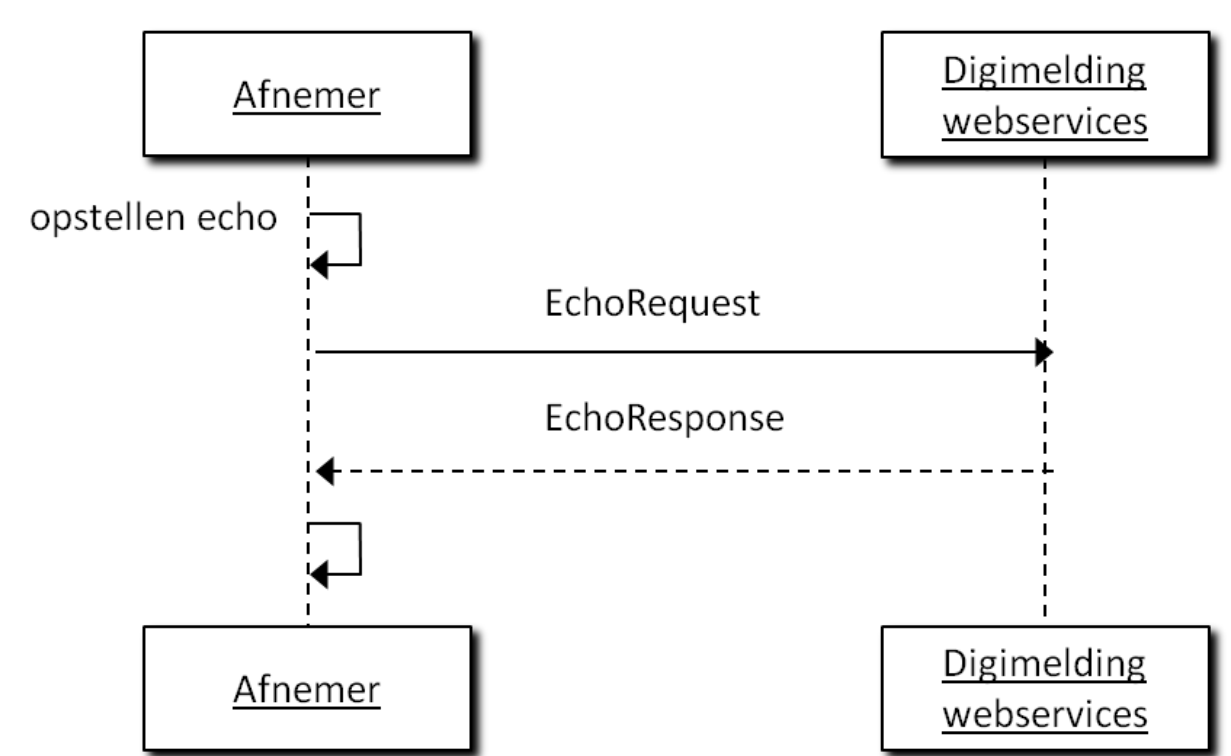 Afnemer
Digimelding
webservices
opstellen echo
EchoRequest
EchoResponse
Afnemer
Digimelding
webservices